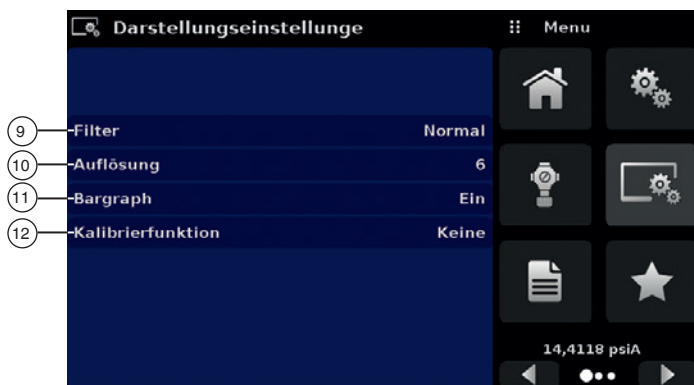 Darstellungseinstellunge
Menu
9 Filter Normal
10 Auflösung 6
11 Bargraph Ein
12 Kalibrierfunktion Keine
14,4118 psiA